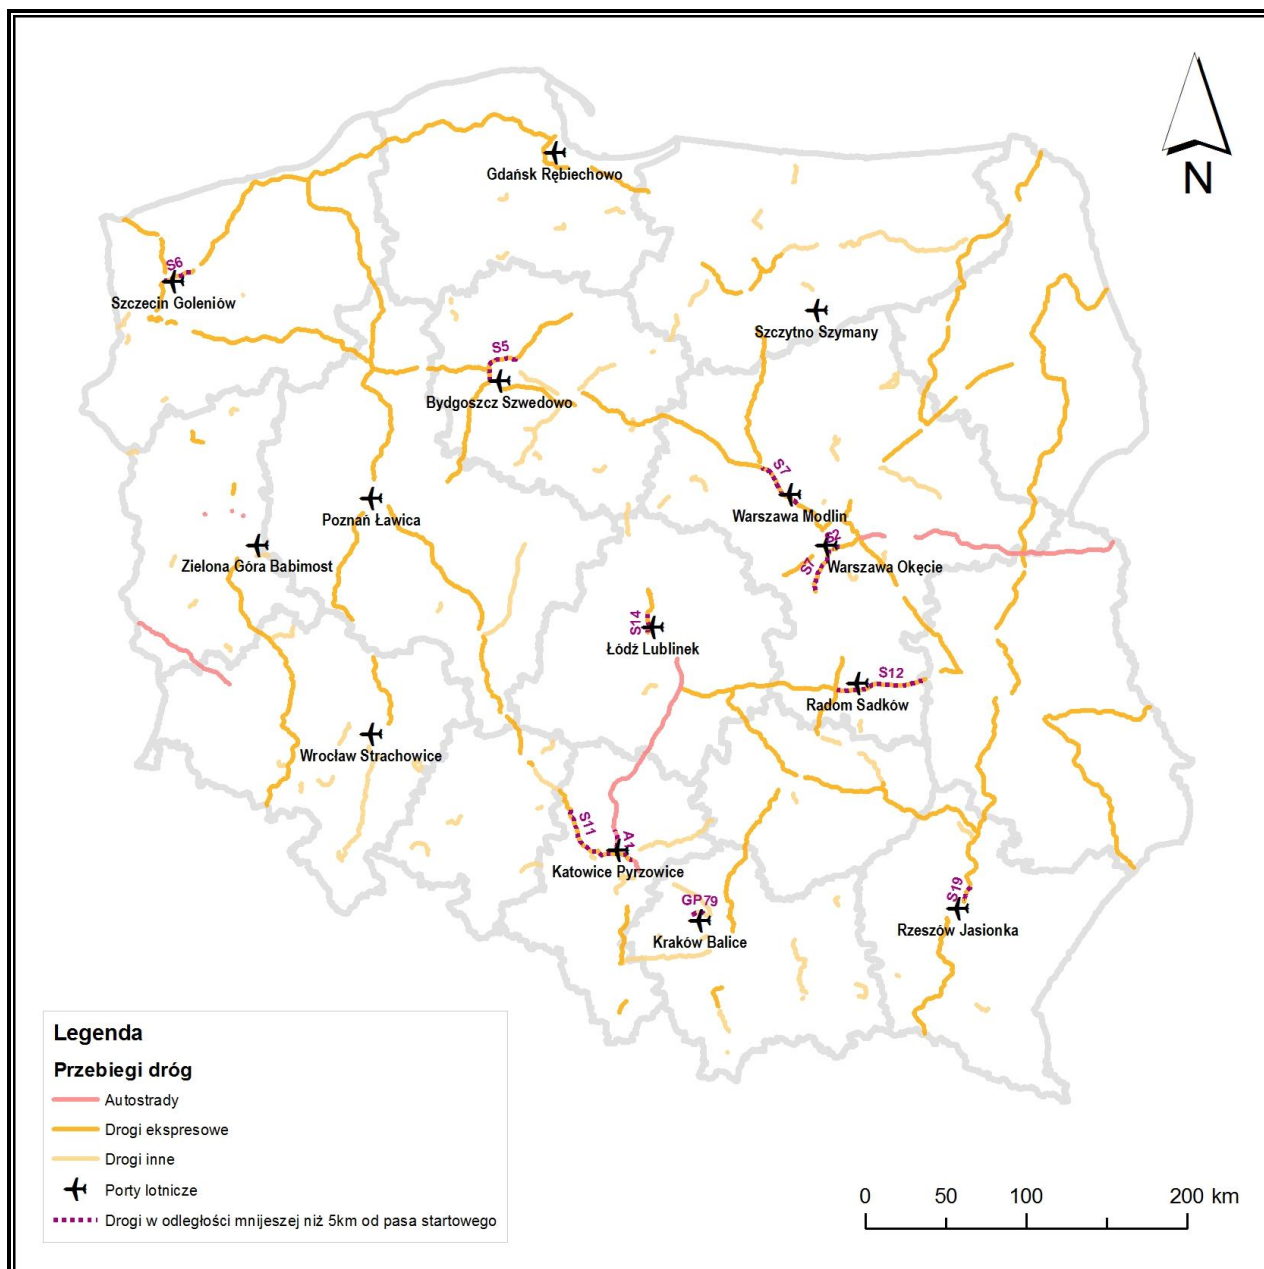 N
Gdańsk Rębiechowo
S6
Szczecin Goleniów
Szczytno Szymany
S5
Bydgoszcz Szwedowo
S7
Warszawa Modlin
Poznań Ławica
S2
Zielona Góra Babimost
S7
Warszawa Okęcie
S14
Łódź Lublinek
S12
Radom Sadków
Wrocław Strachowice
S11
A1
Katowice Pyrzowice
S19
GP79
Rzeszów Jasionka
Kraków Balice
Legenda
Przebiegi dróg
Autostrady
Drogi ekspresowe
Drogi inne
Porty lotnicze
Drogi w odległości mnijeszej niż 5km od pasa startowego
0 50 100 200 km